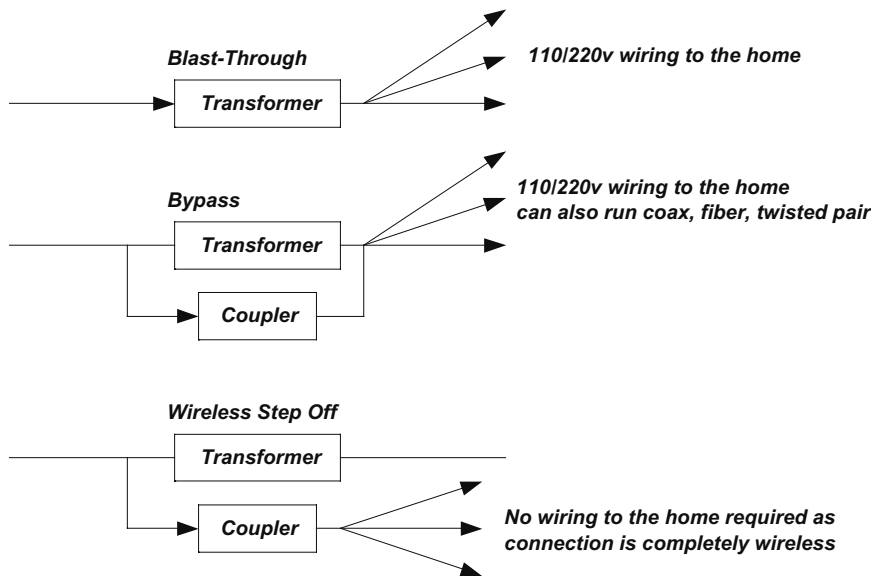 Blast-Through
110/220v wiring to the home
Transformer
Bypass
110/220v wiring to the home
can also run coax, fiber, twisted pair
Transformer
Coupler
Wireless Step Off
Transformer
Coupler
No wiring to the home required as
connection is completely wireless